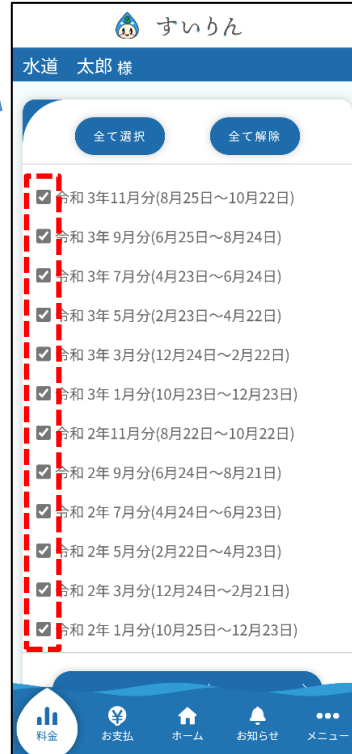 すいりん
水道 太郎 様
全て選択 全て解除
令和 3年11月分(8月25日～10月22日)
令和 3年 9月分(6月25日～8月24日)
令和 3年 7月分(4月23日～6月24日)
令和 3年 5月分(2月23日～4月22日)
令和 3年 3月分(12月24日～2月22日)
令和 3年 1月分(10月23日～12月23日)
令和 2年11月分(8月22日～10月22日)
令和 2年 9月分(6月24日～8月21日)
令和 2年 7月分(4月24日～6月23日)
令和 2年 5月分(2月22日～4月23日)
令和 2年 3月分(12月24日～2月21日)
令和 2年 1月分(10月25日～12月23日)
料金 お支払 ホーム お知らせ メニュー